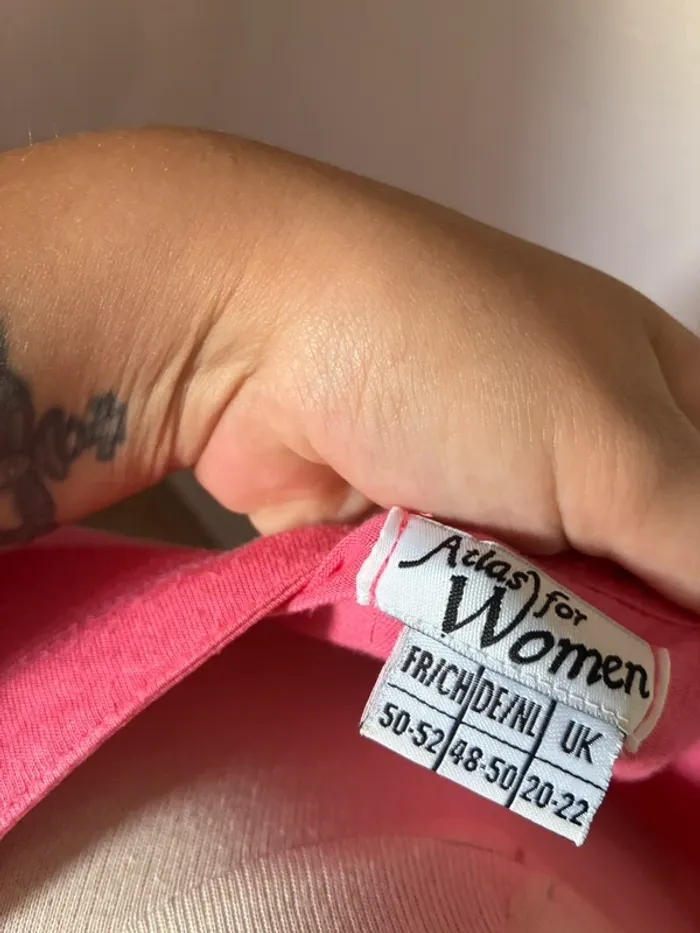 Atlas for
Women
FR/CH DE/NL UK
50-52 48-50 20-22